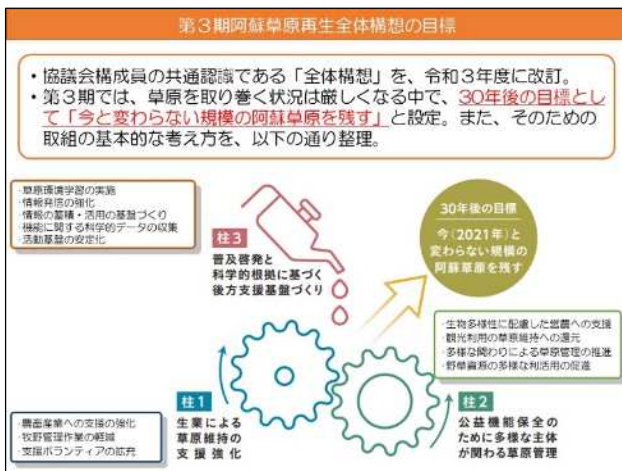 第3期阿蘇草原再生全体構想の目標
・協議会構成員の共通認識である「全体構想」を、令和3年度に改訂。
・第3期では、草原を取り巻く状況は厳しくなる中で、30年後の目標とし
て「今と変わらない規模の阿蘇草原を残す」と設定。また、そのための
取組の基本的な考え方を、以下の通り整理。
・草原環境学習の実施
・情報発信の強化
・情報の蓄積・活用の基盤づくり
・機能に関する科学的データの収集
・活動基盤の安定化
柱3
普及啓発と
科学的根拠に基づく
後方支援基盤づくり
30年後の目標
今(2021年)と
変わらない規模の
阿蘇草原を残す
・生物多様性に配慮した営農への支援
・観光利用の草原維持への還元
・多様な関わりによる草原管理の推進
・野草資源の多様な利活用の促進
柱1
生業による
草原維持の
支援強化
・農畜産業への支援の強化
・牧野管理作業の軽減
・支援ボランティアの拡充
柱2
公益機能保全の
ために多様な主体
が関わる草原管理